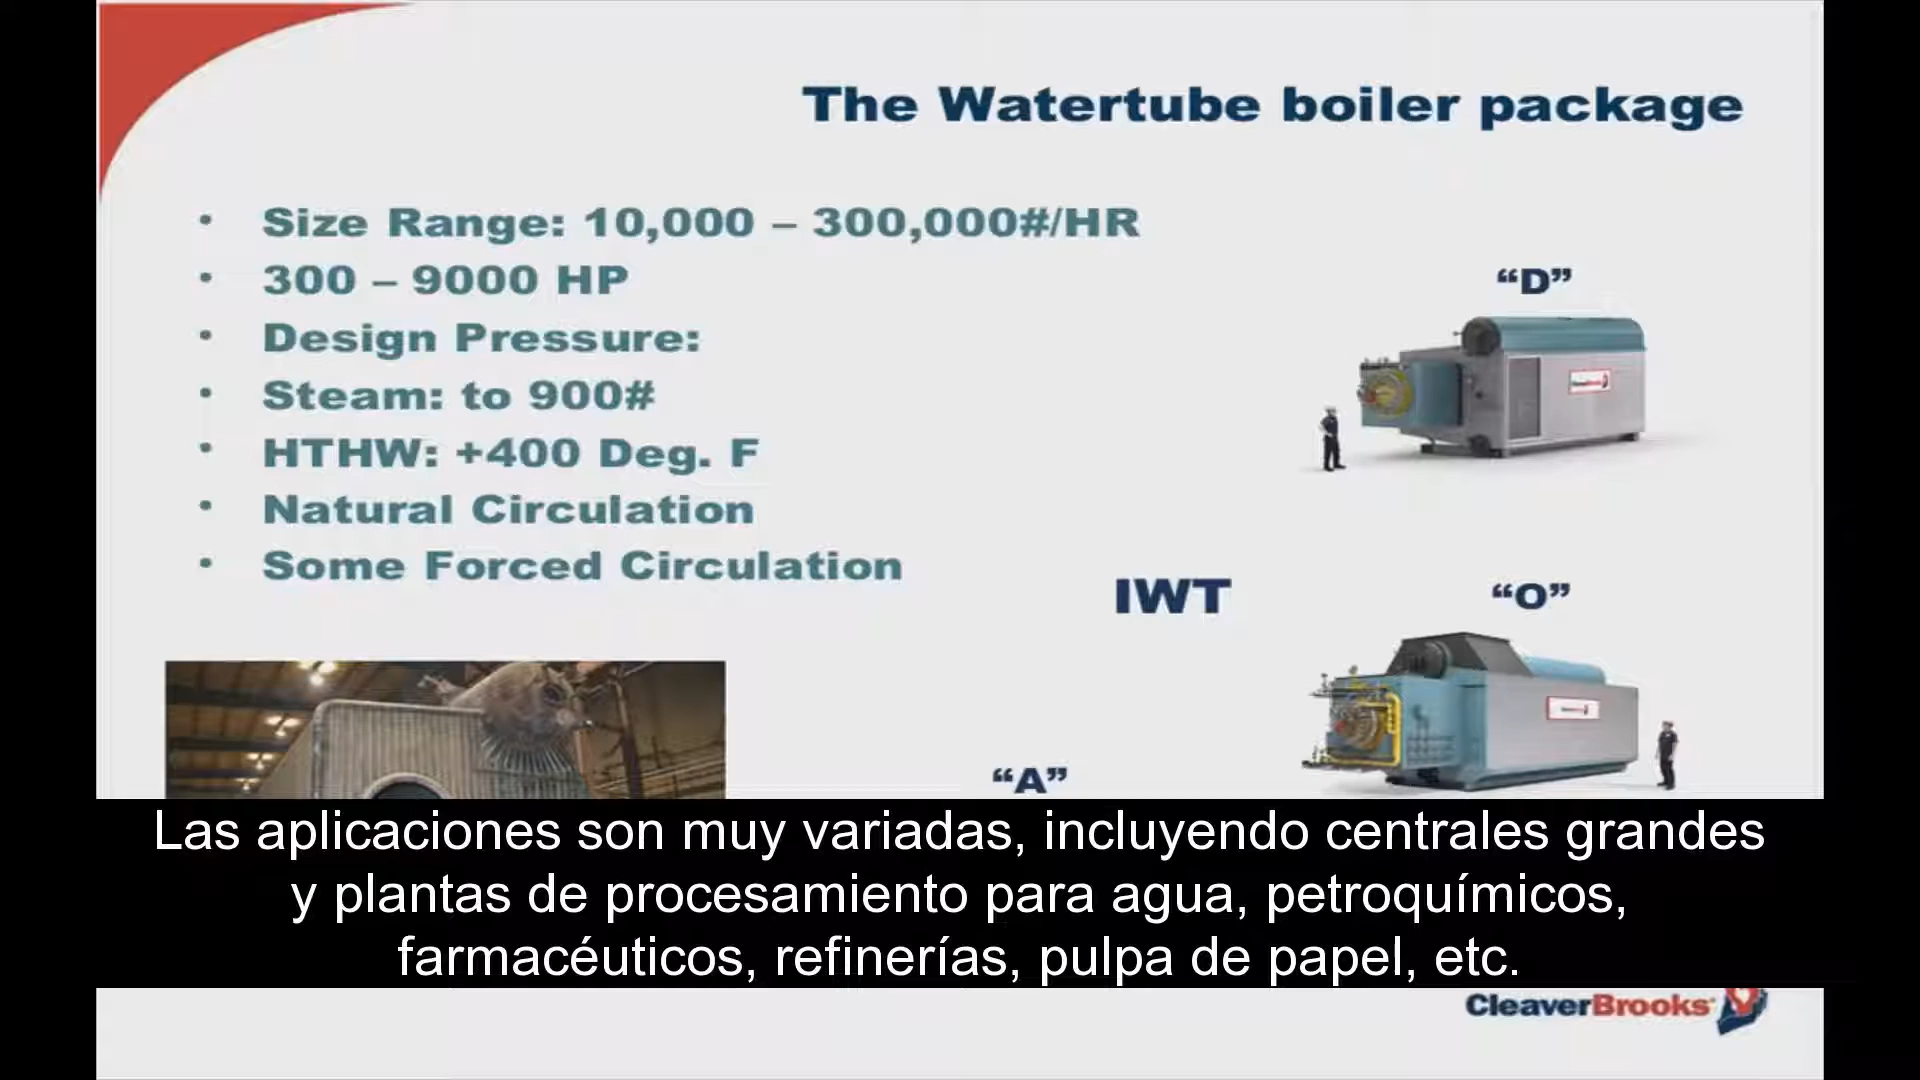 The Watertube boiler package
• Size Range: 10,000 – 300,000#/HR
• 300 – 9000 HP
• Design Pressure:
• Steam: to 900#
• HTHW: +400 Deg. F
• Natural Circulation
• Some Forced Circulation
“D”
CleaverBrooks
IWT
“O”
“A”
Las aplicaciones son muy variadas, incluyendo centrales grandes
y plantas de procesamiento para agua, petroquímicos,
farmacéuticos, refinerías, pulpa de papel, etc.
CleaverBrooks